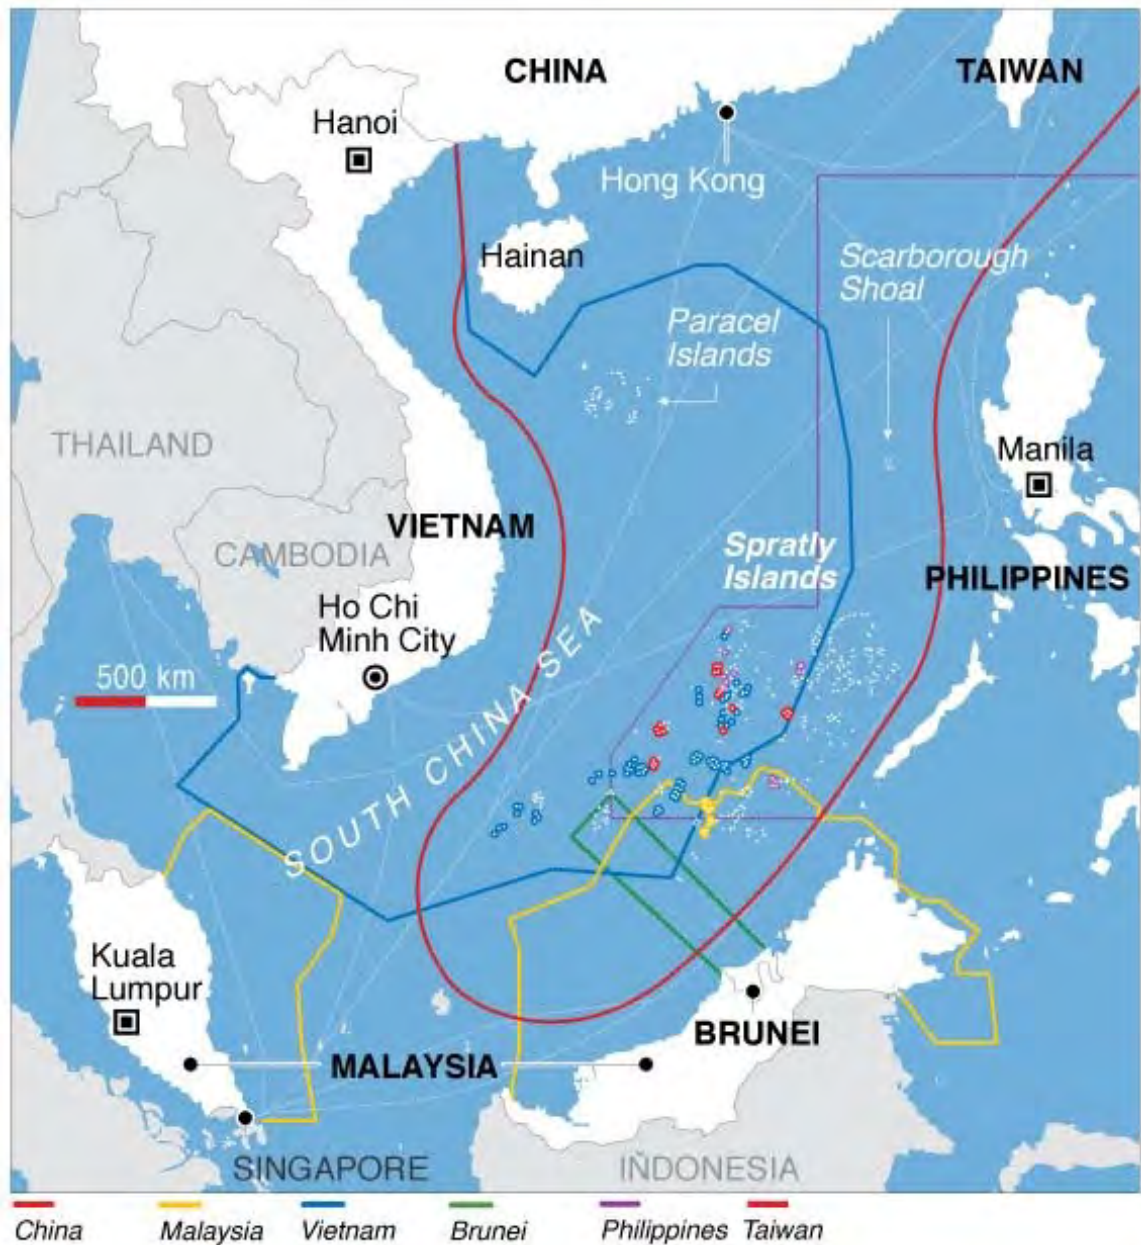 CHINA
TAIWAN
Hanoi
Hong Kong
Hainan
Scarborough
Shoal
Paracel
Islands
THAILAND
Manila
VIETNAM
CAMBODIA
Spratly
Islands
PHILIPPINES
Ho Chi
Minh City
500 km
SOUTH CHINA SEA
Kuala
Lumpur
BRUNEI
MALAYSIA
SINGAPORE
INDONESIA
China
Malaysia
Vietnam
Brunei
Philippines
Taiwan